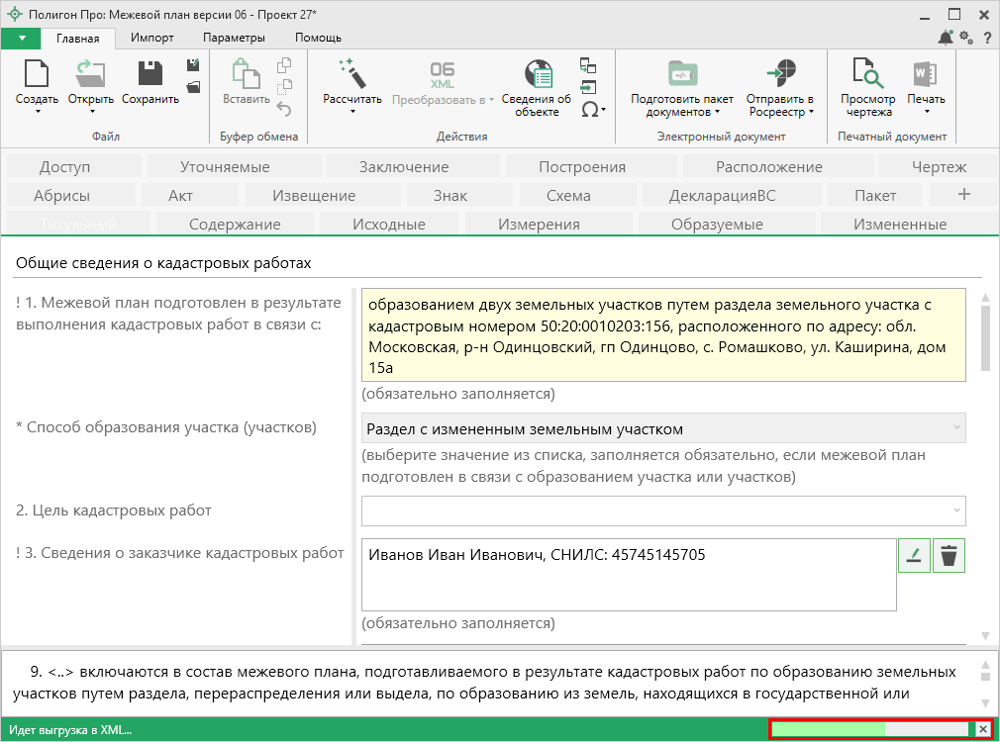 Полигон Про: Межевой план версии 06 - Проект 27*
Главная Импорт Параметры Помощь
?
06
XML
W
Создать Открыть Сохранить Вставить Рассчитать Преобразовать в Сведения об объекте Ω Подготовить пакет документов Отправить в Росреестр Просмотр чертежа Печать
Файл Буфер обмена Действия Электронный документ Печатный документ
Доступ Уточняемые Заключение Построения Расположение Чертеж
Абрисы Акт Извещение Знак Схема ДекларацияВС Пакет +
Титульный Содержание Исходные Измерения Образуемые Измененные
Общие сведения о кадастровых работах
! 1. Межевой план подготовлен в результате
выполнения кадастровых работ в связи с:
образованием двух земельных участков путем раздела земельного участка с
кадастровым номером 50:20:0010203:156, расположенного по адресу: обл.
Московская, р-н Одинцовский, гп Одинцово, с. Ромашково, ул. Каширина, дом
15а
(обязательно заполняется)
* Способ образования участка (участков)
Раздел с измененным земельным участком
(выберите значение из списка, заполняется обязательно, если межевой план
подготовлен в связи с образованием участка или участков)
2. Цель кадастровых работ
! 3. Сведения о заказчике кадастровых работ
Иванов Иван Иванович, СНИЛС: 45745145705
(обязательно заполняется)
9. <..> включаются в состав межевого плана, подготавливаемого в результате кадастровых работ по образованию земельных
участков путем раздела, перераспределения или выдела, по образованию из земель, находящихся в государственной или
Идет выгрузка в XML...